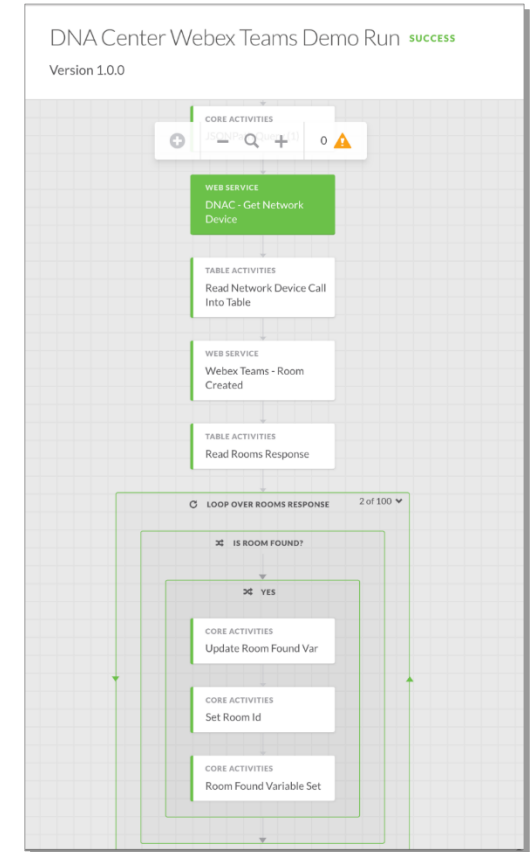 DNA Center Webex Teams Demo Run SUCCESS
Version 1.0.0
CORE ACTIVITIES
0
WEB SERVICE
DNAC - Get Network
Device
TABLE ACTIVITIES
Read Network Device Call
Into Table
WEB SERVICE
Webex Teams - Room
Created
TABLE ACTIVITIES
Read Rooms Response
LOOP OVER ROOMS RESPONSE 2 of 100
IS ROOM FOUND?
YES
CORE ACTIVITIES
Update Room Found Var
CORE ACTIVITIES
Set Room Id
CORE ACTIVITIES
Room Found Variable Set